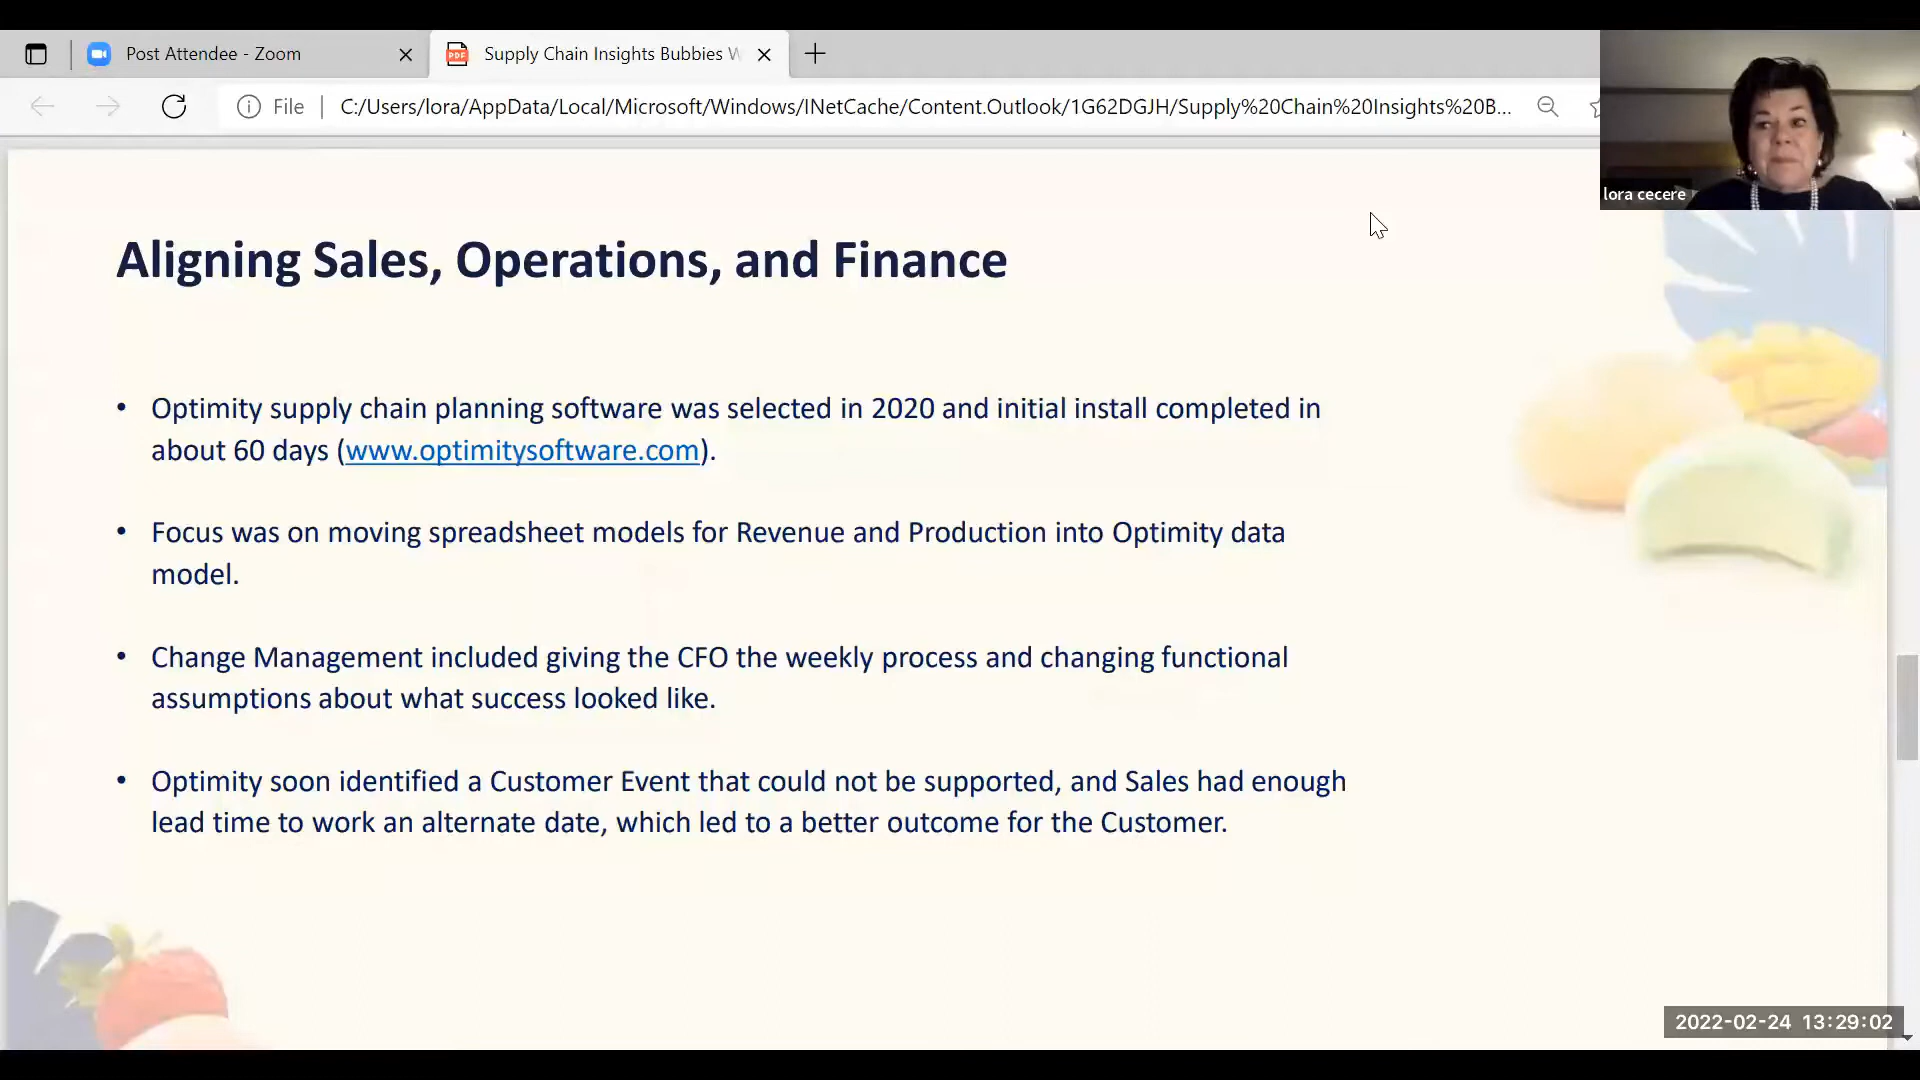 Post Attendee - Zoom
PDF
Supply Chain Insights Bubbies W
File
C:/Users/lora/AppData/Local/Microsoft/Windows/INetCache/Content.Outlook/1G62DGJH/Supply%20Chain%20Insights%20B...
lora cecere
Aligning Sales, Operations, and Finance
• Optimity supply chain planning software was selected in 2020 and initial install completed in
about 60 days (www.optimitysoftware.com).
• Focus was on moving spreadsheet models for Revenue and Production into Optimity data
model.
• Change Management included giving the CFO the weekly process and changing functional
assumptions about what success looked like.
• Optimity soon identified a Customer Event that could not be supported, and Sales had enough
lead time to work an alternate date, which led to a better outcome for the Customer.
2022-02-24 13:29:02